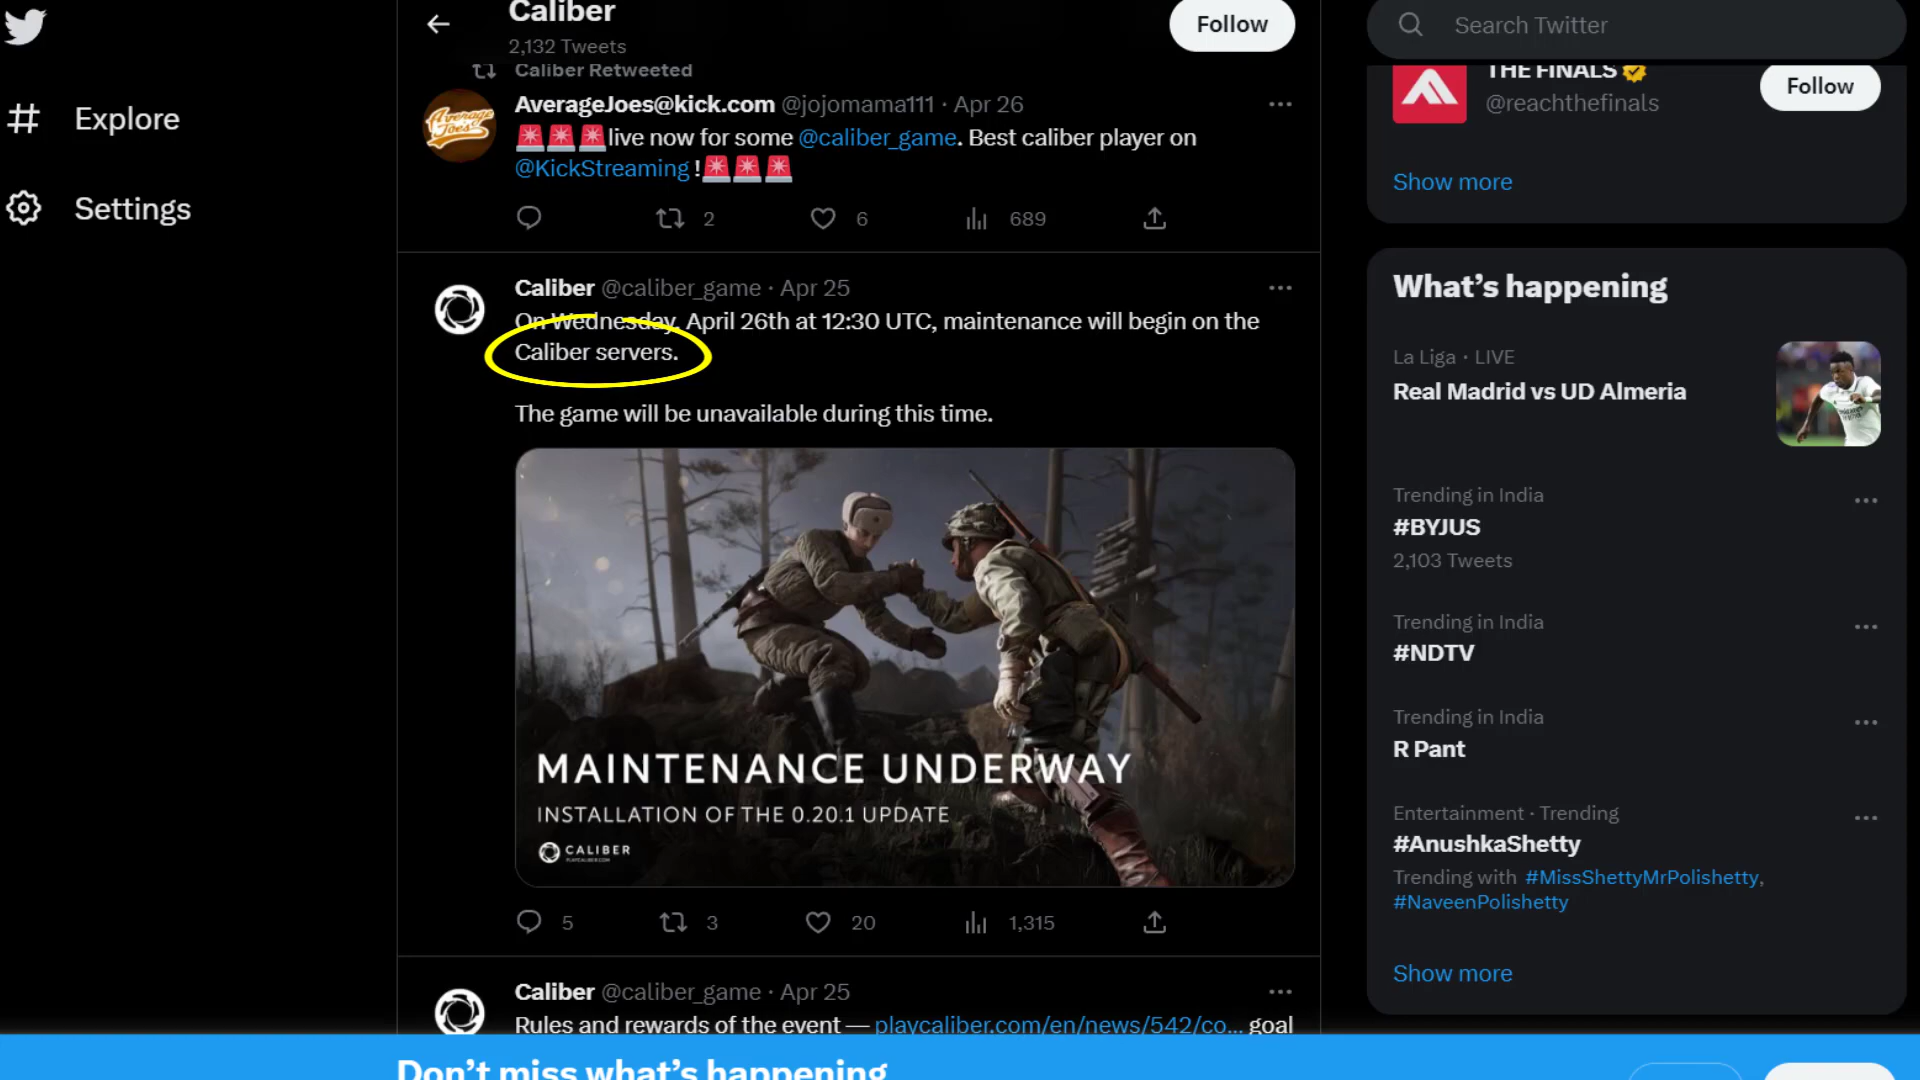 Caliber
2,132 Tweets
Follow
Search Twitter
Explore
Settings
Caliber Retweeted
AverageJoes@kick.com @jojomama111 · Apr 26
live now for some @caliber_game. Best caliber player on
@KickStreaming !
2 6 689
Caliber @caliber_game · Apr 25
On Wednesday, April 26th at 12:30 UTC, maintenance will begin on the
Caliber servers.
The game will be unavailable during this time.
MAINTENANCE UNDERWAY
INSTALLATION OF THE 0.20.1 UPDATE
CALIBER
PLAYCALIBER.COM
5 3 20 1,315
Caliber @caliber_game · Apr 25
Rules and rewards of the event — playcaliber.com/en/news/542/co... goal
THE FINALS
@reachthefinals
Follow
Show more
What's happening
La Liga · LIVE
Real Madrid vs UD Almeria
Trending in India
#BYJUS
2,103 Tweets
Trending in India
#NDTV
Trending in India
R Pant
Entertainment · Trending
#AnushkaShetty
Trending with #MissShettyMrPolishetty,
#NaveenPolishetty
Show more
Don't miss what's happening